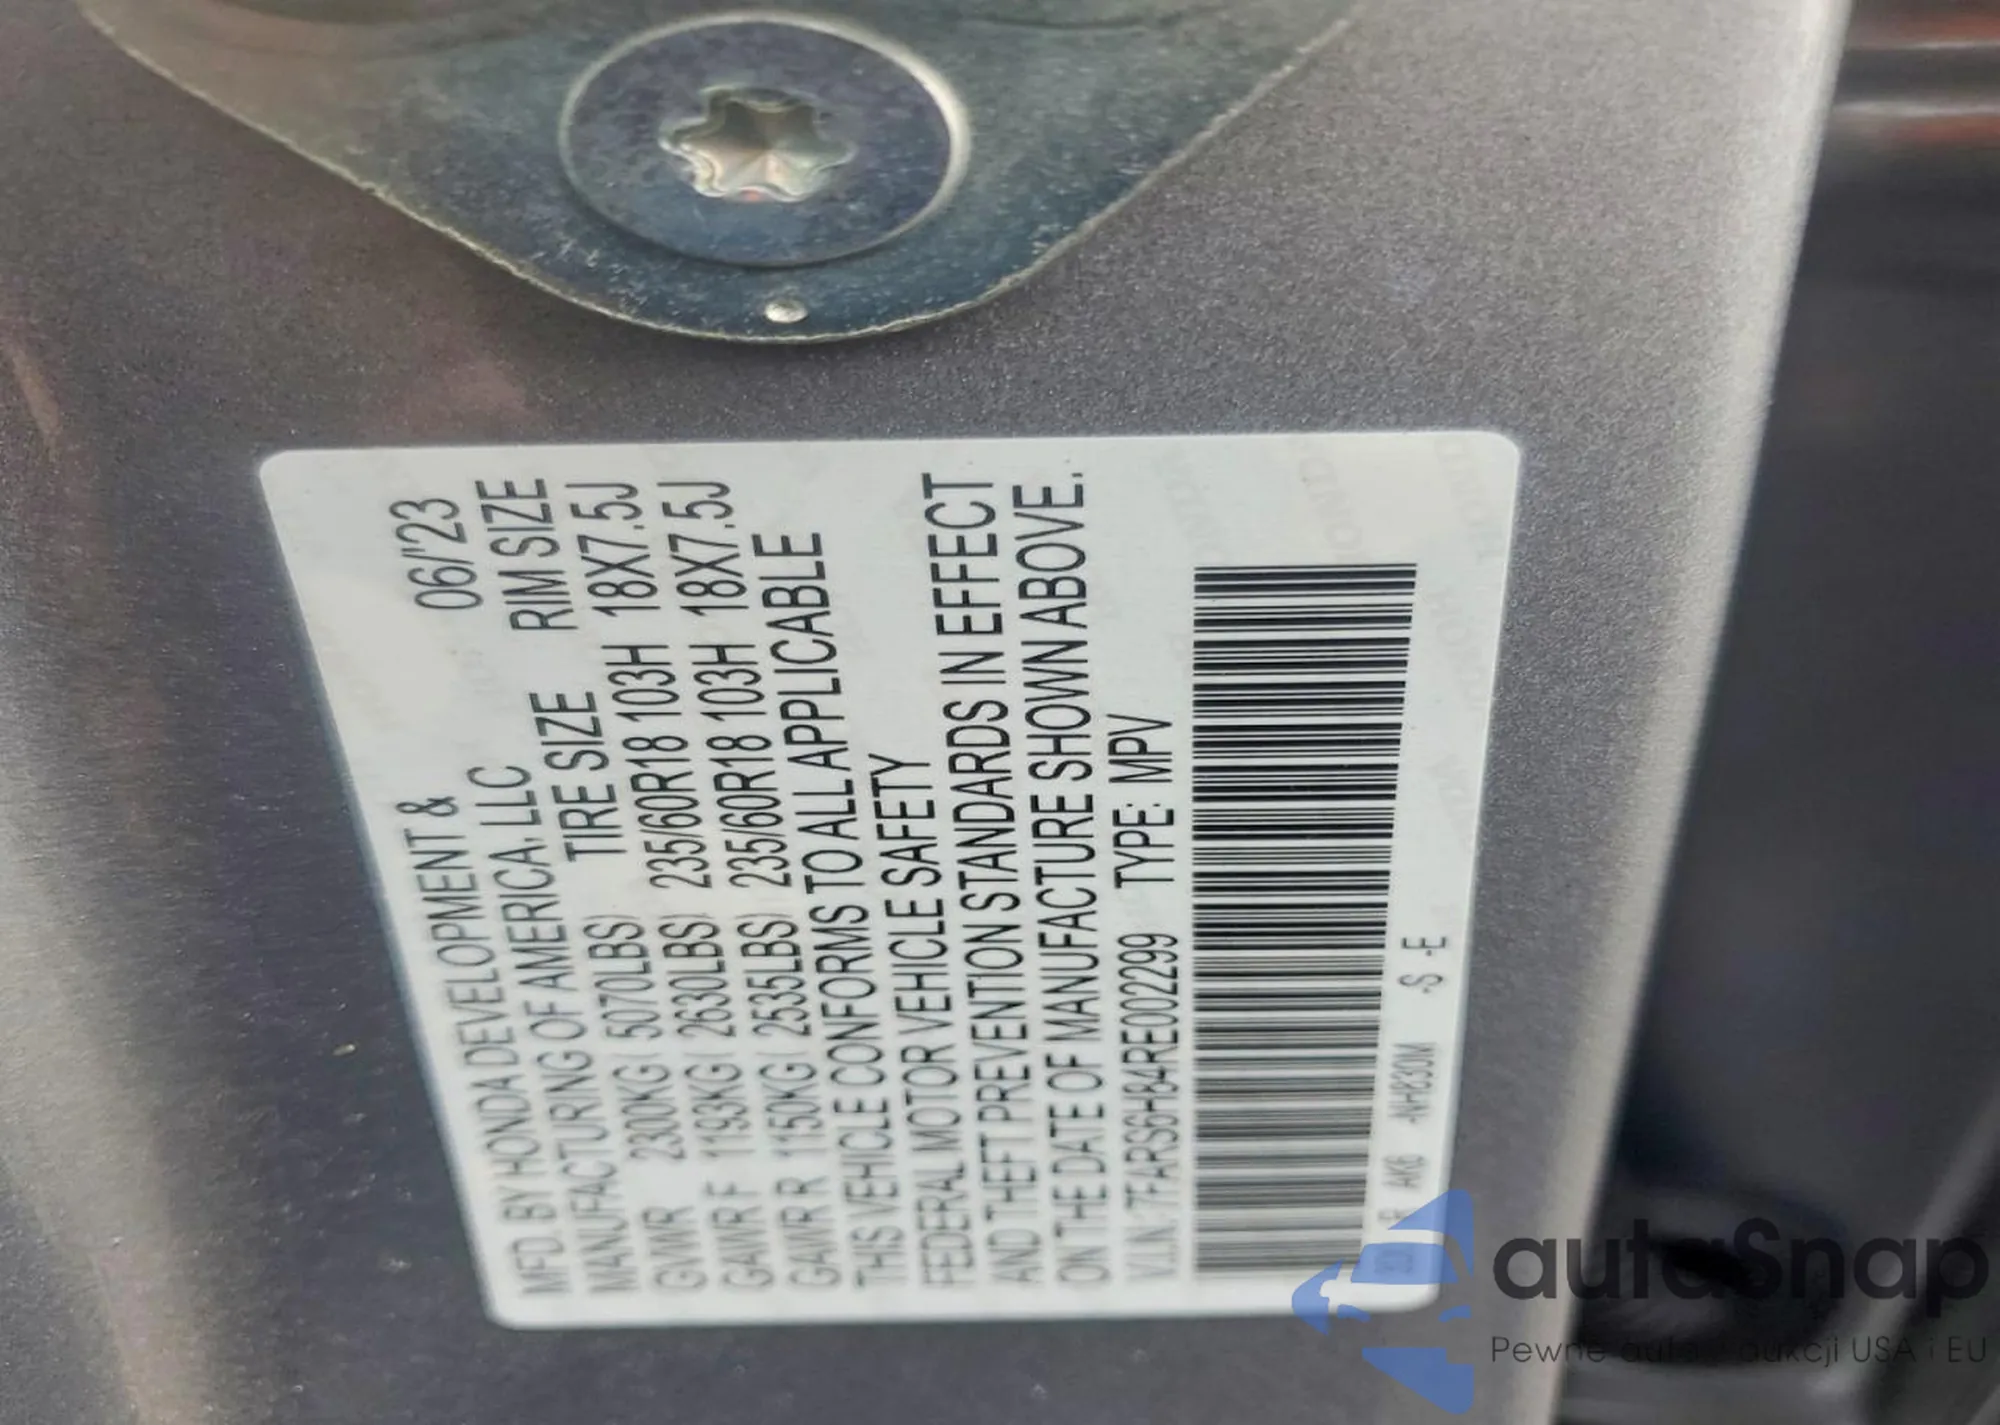 MFD. BY HONDA DEVELOPMENT & 06/'23
MANUFACTURING OF AMERICA, LLC RIM SIZE
TIRE SIZE
GVWR 2300KG( 5070LBS) 235/60R18 103H 18X7.5J
GAWR F 1193KG( 2630LBS) 235/60R18 103H 18X7.5J
GAWR R 1150KG( 2535LBS)
THIS VEHICLE CONFORMS TO ALL APPLICABLE
FEDERAL MOTOR VEHICLE SAFETY
AND THEFT PREVENTION STANDARDS IN EFFECT
ON THE DATE OF MANUFACTURE SHOWN ABOVE.
V.I.N: 7FARS6H84RE002299 TYPE: MPV
R AK6 -NH830M -S -E
autaSnap
Pewne auta z aukcji USA i EU